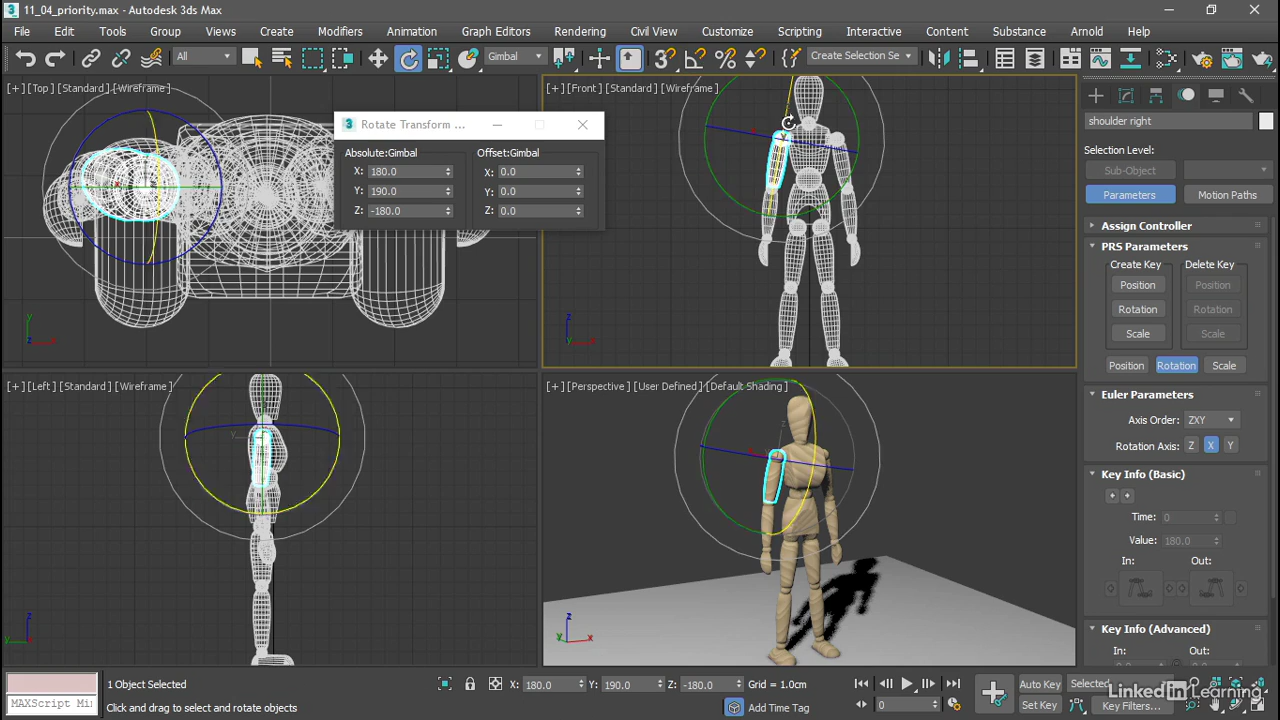 11_04_priority.max - Autodesk 3ds Max
File Edit Tools Group Views Create Modifiers Animation Graph Editors Rendering Civil View Customize Scripting Interactive Content Substance Arnold Help
All Gimbal Create Selection Se
[+] [Top] [Standard] [Wireframe]
Rotate Transform ...
Absolute:Gimbal Offset:Gimbal
X: 180.0 X: 0.0
Y: 190.0 Y: 0.0
Z: -180.0 Z: 0.0
y
z x
[+] [Front] [Standard] [Wireframe]
z
y x
[+] [Left] [Standard] [Wireframe]
Y
z
y
[+] [Perspective] [User Defined] [Default Shading]
z
z
y x
shoulder right
Selection Level:
Sub-Object
Parameters Motion Paths
Assign Controller
PRS Parameters
Create Key Delete Key
Position Position
Rotation Rotation
Scale Scale
Position Rotation Scale
Euler Parameters
Axis Order: ZXY
Rotation Axis: Z X Y
Key Info (Basic)
Time: 0
Value: 180.0
In: Out:
Key Info (Advanced)
In: Out:
MAXScript Mi
1 Object Selected
Click and drag to select and rotate objects
X: 180.0 Y: 190.0 Z: -180.0 Grid = 1.0cm
Add Time Tag
0
Auto Key Selected
Set Key Key Filters...
LinkedIn Learning